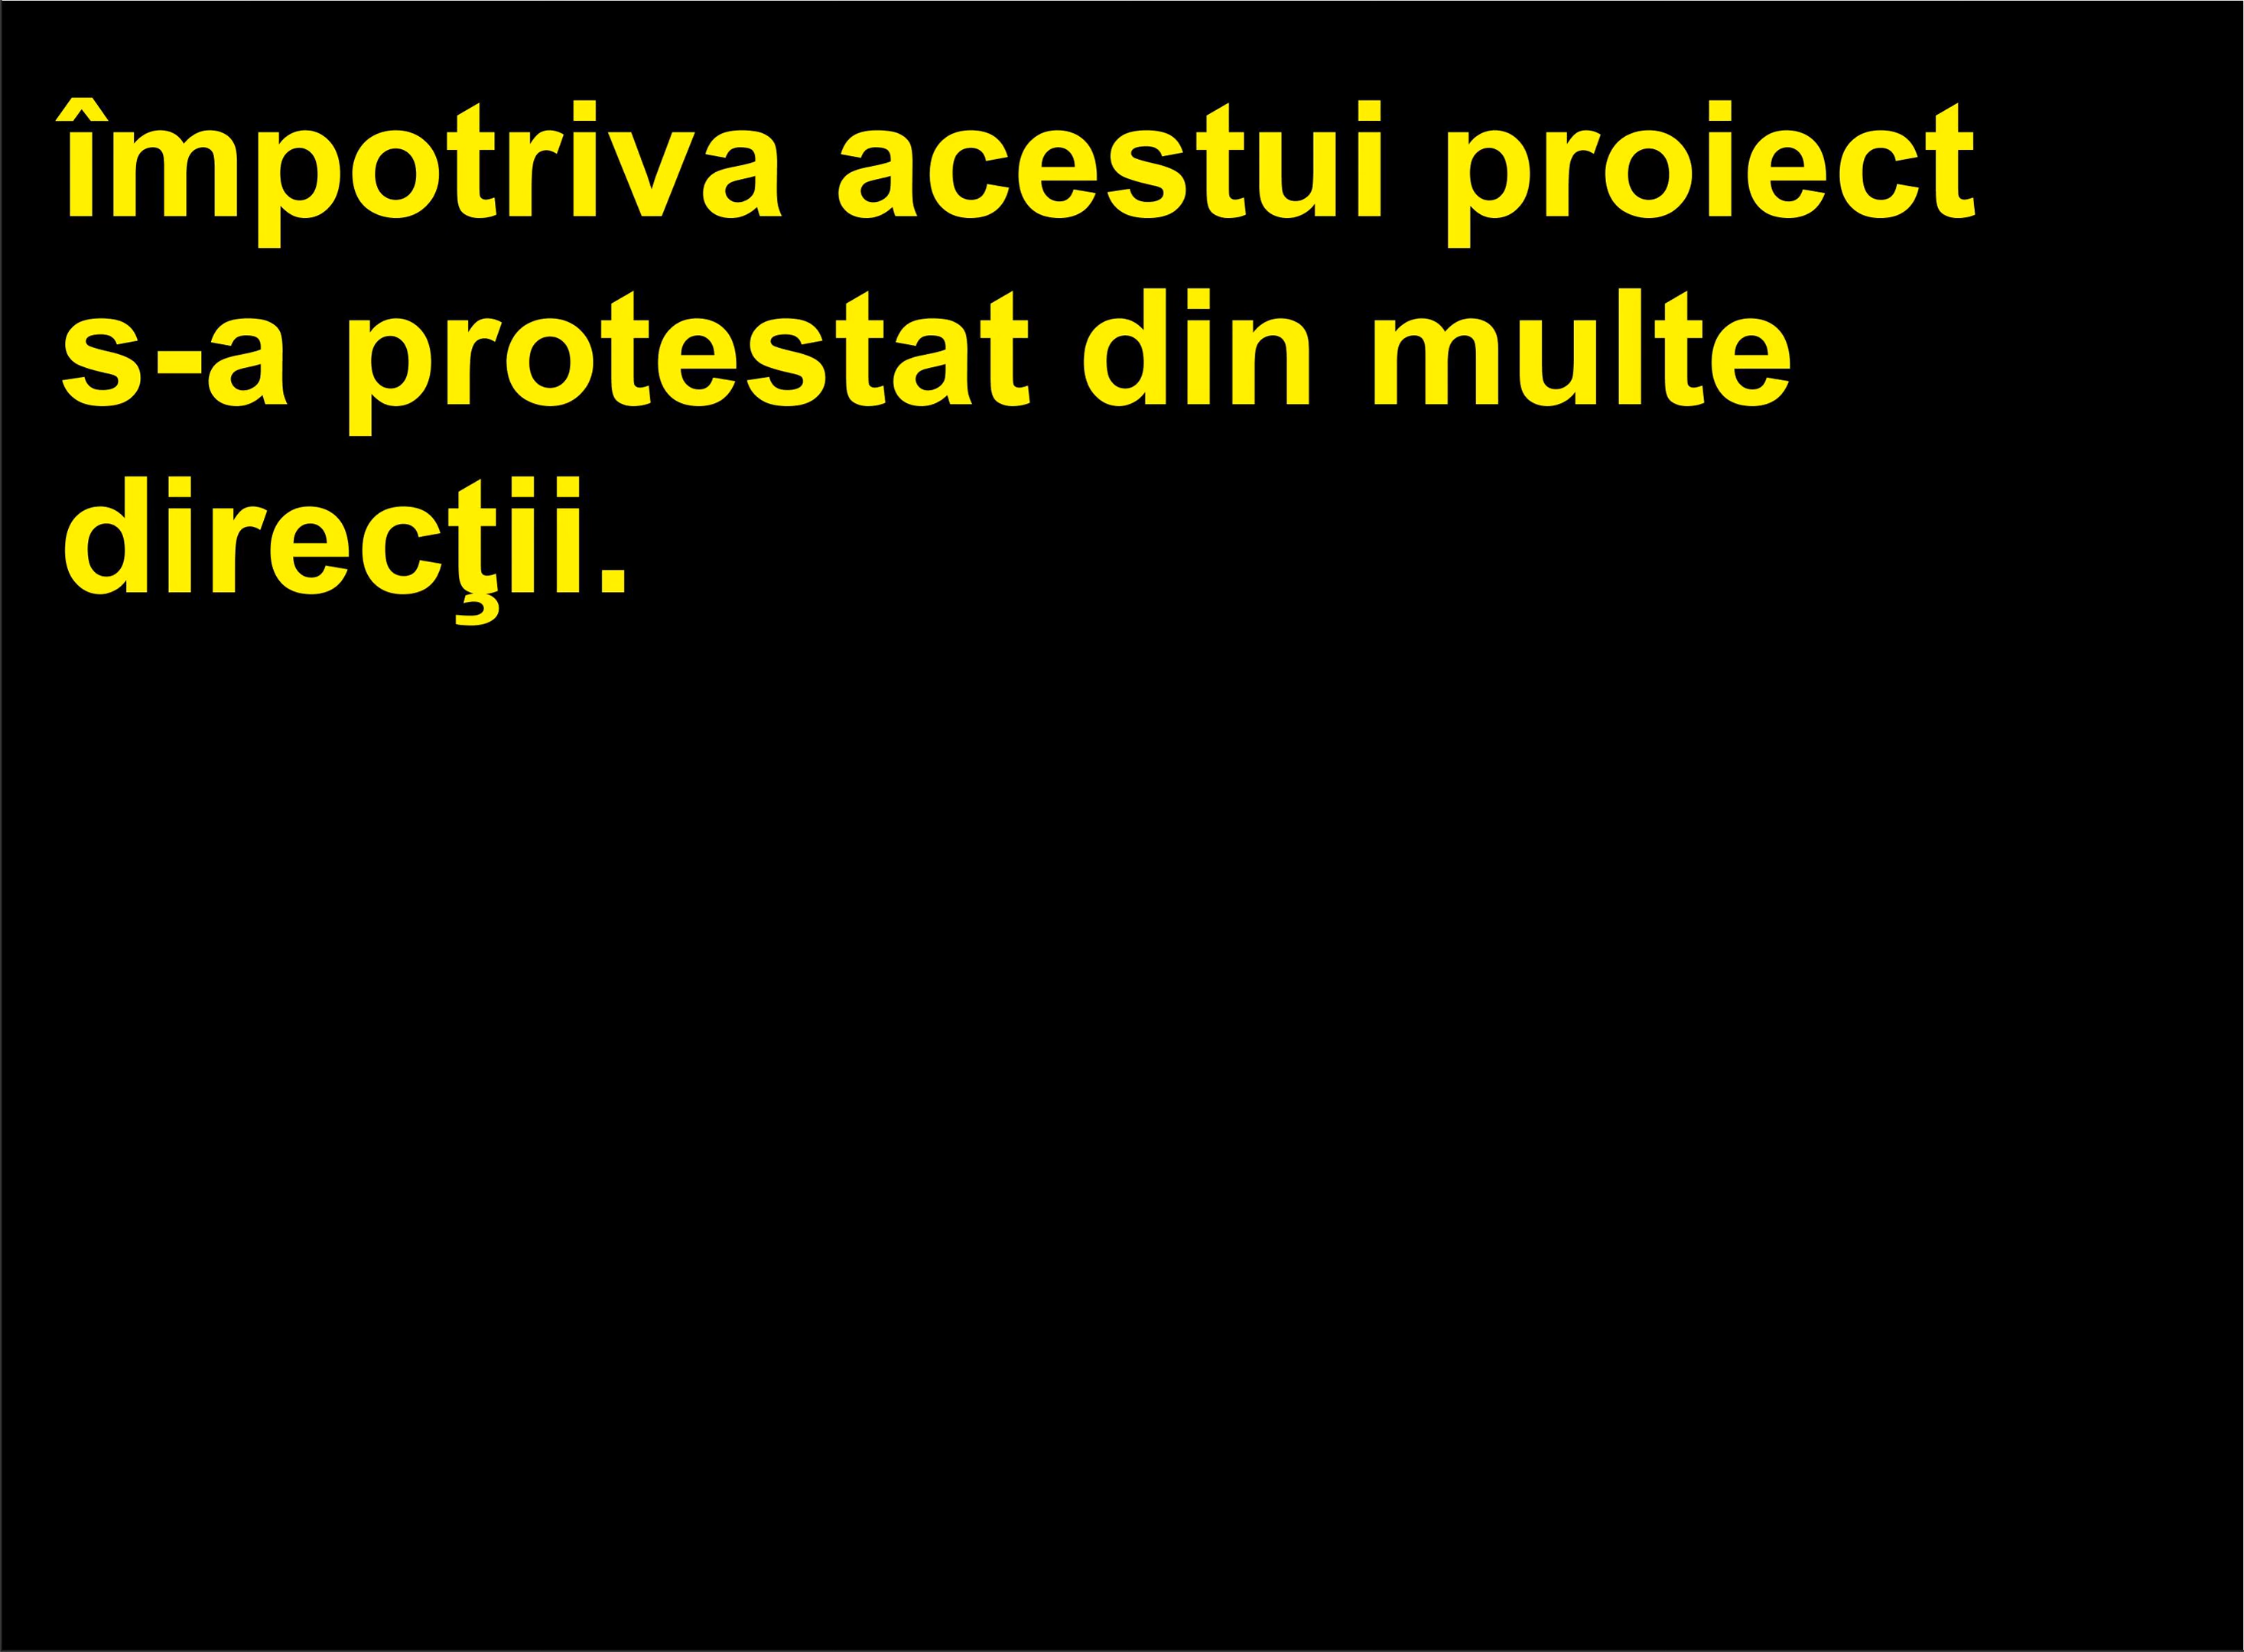 împotriva acestui proiect
s-a protestat din multe
direcţii.